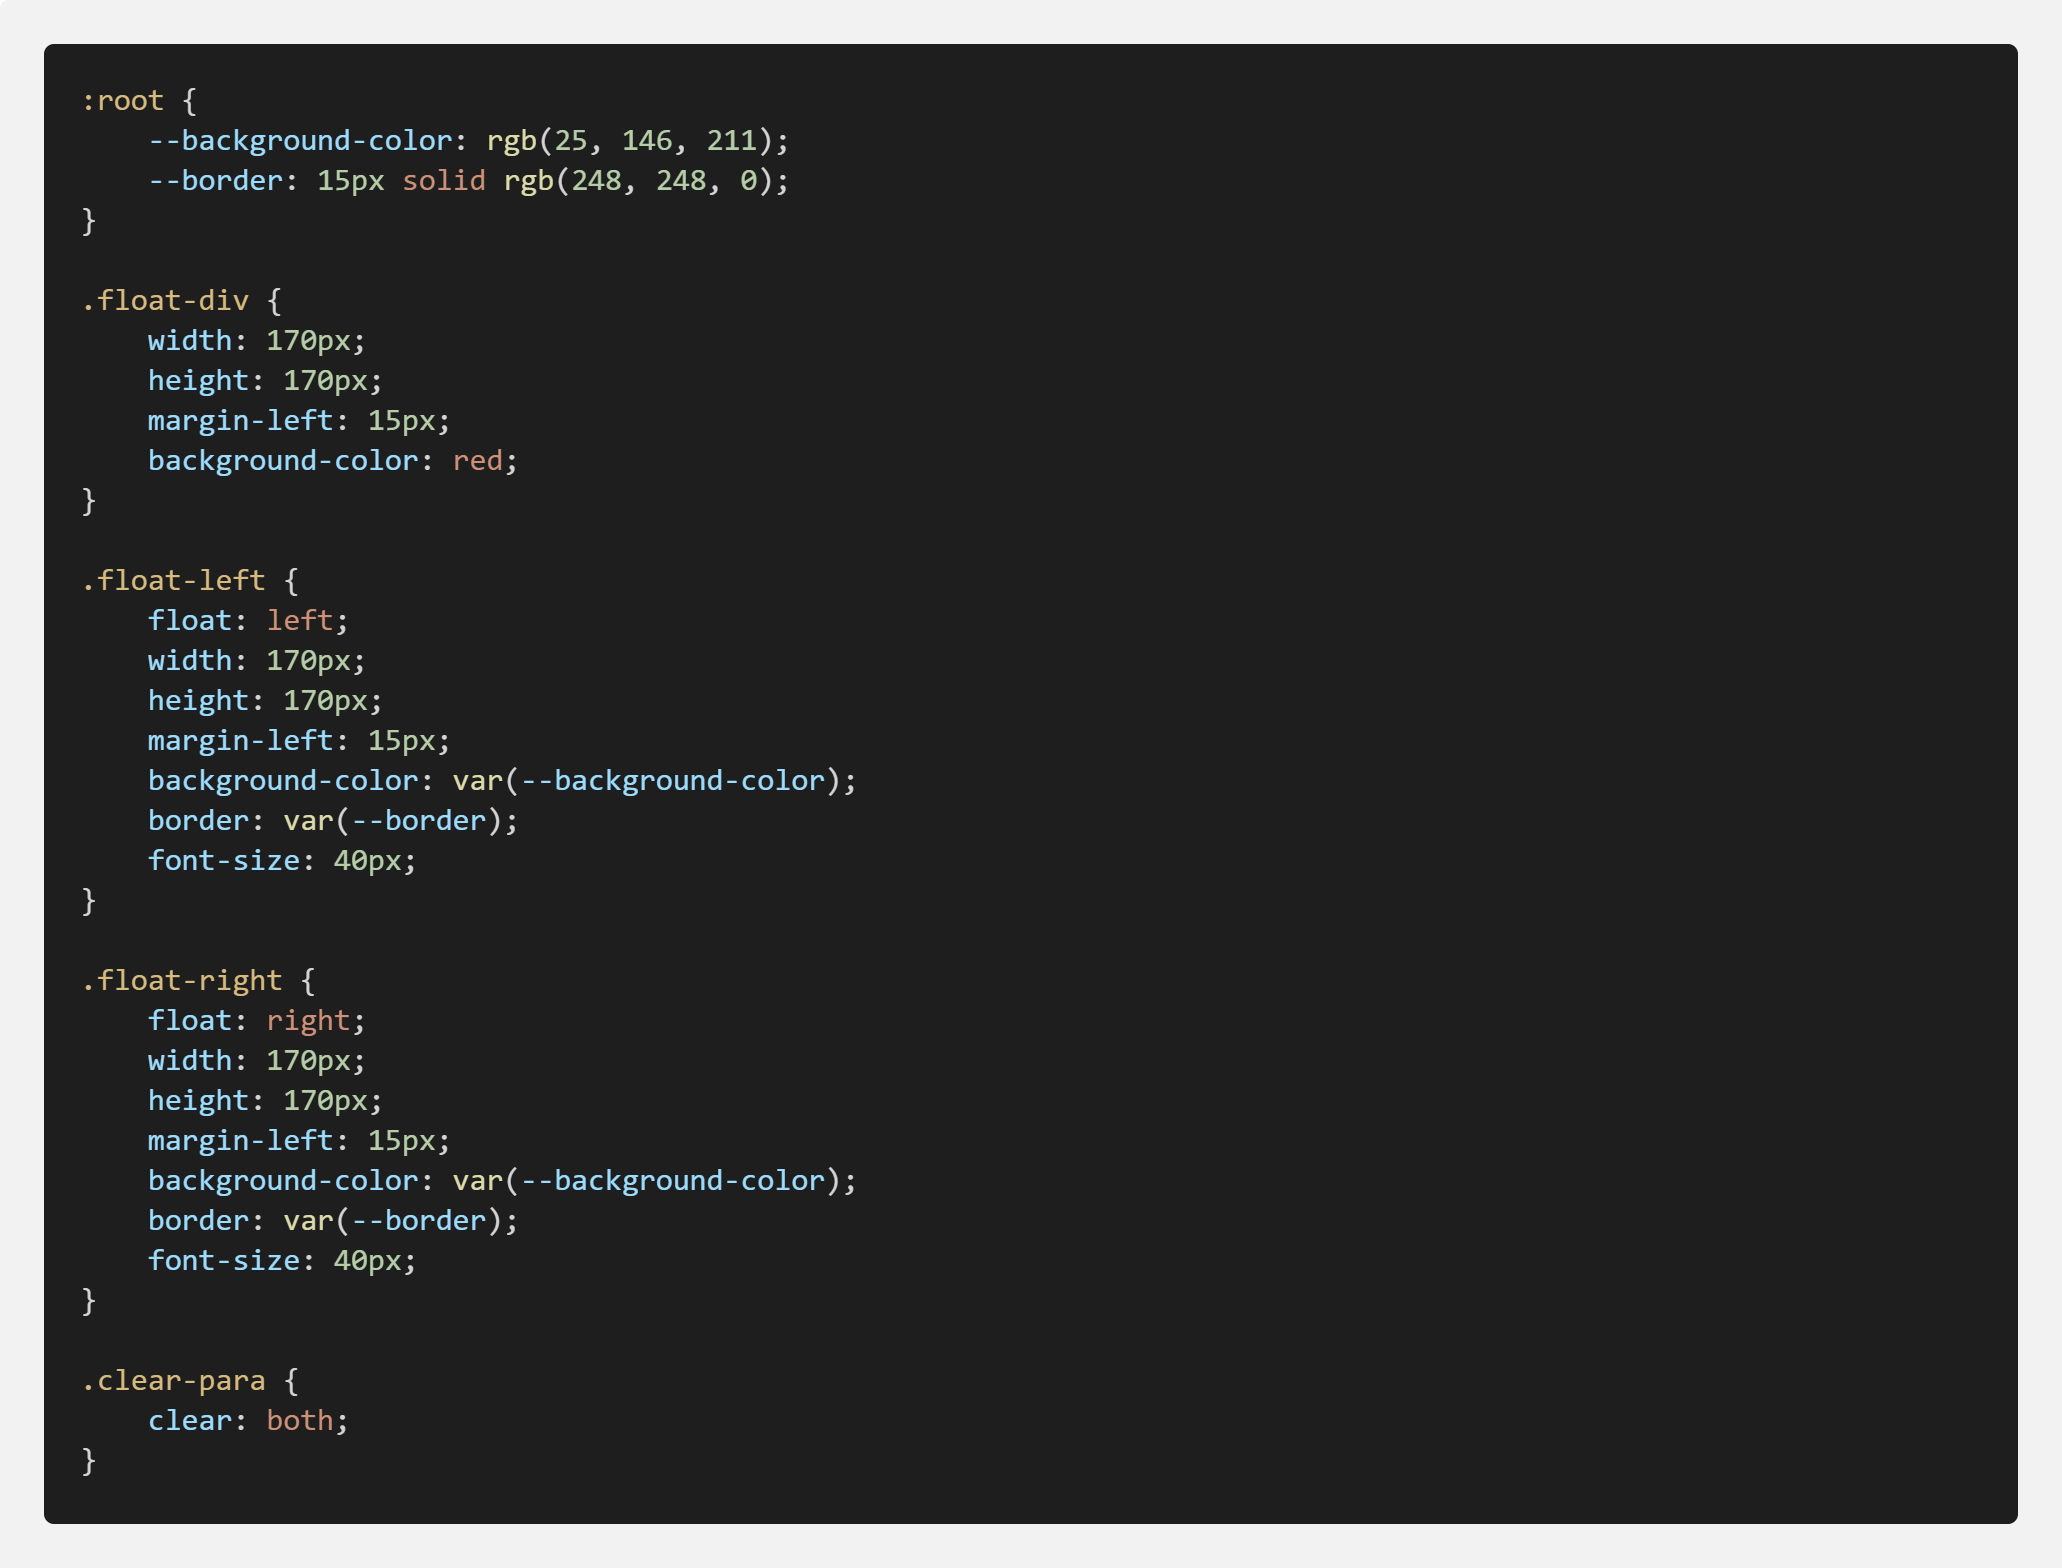 :root {
    --background-color: rgb(25, 146, 211);
    --border: 15px solid rgb(248, 248, 0);
}

.float-div {
    width: 170px;
    height: 170px;
    margin-left: 15px;
    background-color: red;
}

.float-left {
    float: left;
    width: 170px;
    height: 170px;
    margin-left: 15px;
    background-color: var(--background-color);
    border: var(--border);
    font-size: 40px;
}

.float-right {
    float: right;
    width: 170px;
    height: 170px;
    margin-left: 15px;
    background-color: var(--background-color);
    border: var(--border);
    font-size: 40px;
}

.clear-para {
    clear: both;
}